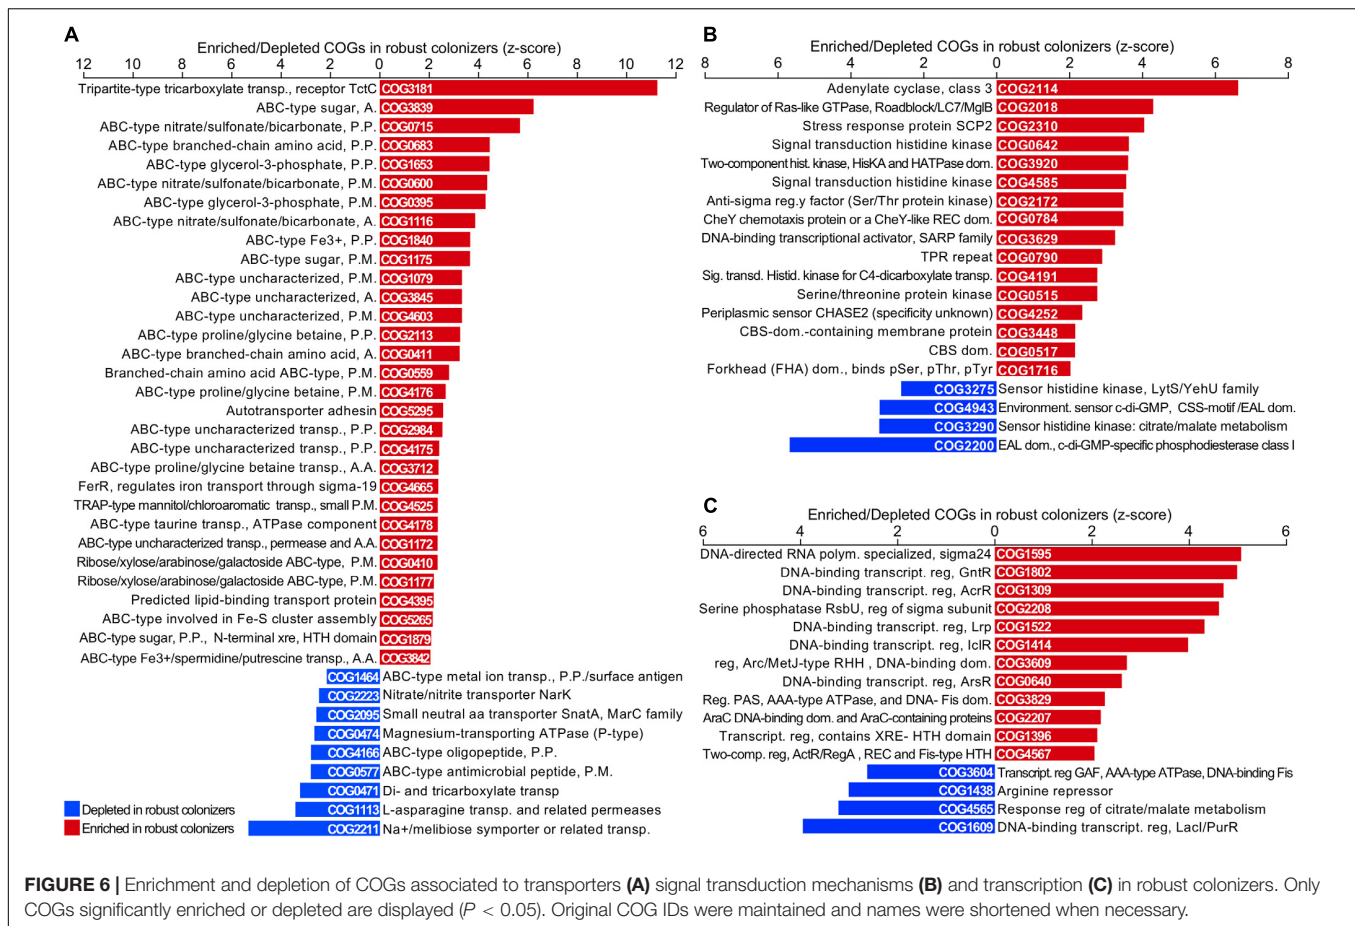 A
Enriched/Depleted COGs in robust colonizers (z-score)
12 10 8 6 4 2 0 2 4 6 8 10 12
Tripartite-type tricarboxylate transp., receptor TctC COG3181
ABC-type sugar, A. COG3839
ABC-type nitrate/sulfonate/bicarbonate, P.P. COG0715
ABC-type branched-chain amino acid, P.P. COG0683
ABC-type glycerol-3-phosphate, P.P. COG1653
ABC-type nitrate/sulfonate/bicarbonate, P.M. COG0600
ABC-type glycerol-3-phosphate, P.M. COG0395
ABC-type nitrate/sulfonate/bicarbonate, A. COG1116
ABC-type Fe3+, P.P. COG1840
ABC-type sugar, P.M. COG1175
ABC-type uncharacterized, P.M. COG1079
ABC-type uncharacterized, A. COG3845
ABC-type uncharacterized, P.M. COG4603
ABC-type proline/glycine betaine, P.P. COG2113
ABC-type branched-chain amino acid, A. COG0411
Branched-chain amino acid ABC-type, P.M. COG0559
ABC-type proline/glycine betaine, P.M. COG4176
Autotransporter adhesin COG5295
ABC-type uncharacterized transp., P.P. COG2984
ABC-type uncharacterized transp., P.P. COG4175
ABC-type proline/glycine betaine transp., A.A. COG3712
FerR, regulates iron transport through sigma-19 COG4665
TRAP-type mannitol/chloroaromatic transp., small P.M. COG4525
ABC-type taurine transp., ATPase component COG4178
ABC-type uncharacterized transp., permease and A.A. COG1172
Ribose/xylose/arabinose/galactoside ABC-type, P.M. COG0410
Ribose/xylose/arabinose/galactoside ABC-type, P.M. COG1177
Predicted lipid-binding transport protein COG4395
ABC-type involved in Fe-S cluster assembly COG5265
ABC-type sugar, P.P., N-terminal xre, HTH domain COG1879
ABC-type Fe3+/spermidine/putrescine transp., A.A. COG3842
COG1464 ABC-type metal ion transp., P.P./surface antigen
COG2223 Nitrate/nitrite transporter NarK
COG2095 Small neutral aa transporter SnatA, MarC family
COG0474 Magnesium-transporting ATPase (P-type)
COG4166 ABC-type oligopeptide, P.P.
COG0577 ABC-type antimicrobial peptide, P.M.
COG0471 Di- and tricarboxylate transp
COG1113 L-asparagine transp. and related permeases
COG2211 Na+/melibiose symporter or related transp.
Depleted in robust colonizers
Enriched in robust colonizers
B
Enriched/Depleted COGs in robust colonizers (z-score)
8 6 4 2 0 2 4 6 8
Adenylate cyclase, class 3 COG2114
Regulator of Ras-like GTPase, Roadblock/LC7/MglB COG2018
Stress response protein SCP2 COG2310
Signal transduction histidine kinase COG0642
Two-component hist. kinase, HisKA and HATPase dom. COG3920
Signal transduction histidine kinase COG4585
Anti-sigma reg.y factor (Ser/Thr protein kinase) COG2172
CheY chemotaxis protein or a CheY-like REC dom. COG0784
DNA-binding transcriptional activator, SARP family COG3629
TPR repeat COG0790
Sig. transd. Histid. kinase for C4-dicarboxylate transp. COG4191
Serine/threonine protein kinase COG0515
Periplasmic sensor CHASE2 (specificity unknown) COG4252
CBS-dom.-containing membrane protein COG3448
CBS dom. COG0517
Forkhead (FHA) dom., binds pSer, pThr, pTyr COG1716
COG3275 Sensor histidine kinase, LytS/YehU family
COG4943 Environment. sensor c-di-GMP, CSS-motif /EAL dom.
COG3290 Sensor histidine kinase: citrate/malate metabolism
COG2200 EAL dom., c-di-GMP-specific phosphodiesterase class I
C
Enriched/Depleted COGs in robust colonizers (z-score)
6 4 2 0 2 4 6
DNA-directed RNA polym. specialized, sigma24 COG1595
DNA-binding transcript. reg, GntR COG1802
DNA-binding transcript. reg, AcrR COG1309
Serine phosphatase RsbU, reg of sigma subunit COG2208
DNA-binding transcript. reg, Lrp COG1522
DNA-binding transcript. reg, IclR COG1414
reg, Arc/MetJ-type RHH , DNA-binding dom. COG3609
DNA-binding transcript. reg, ArsR COG0640
Reg. PAS, AAA-type ATPase, and DNA- Fis dom. COG3829
AraC DNA-binding dom. and AraC-containing proteins COG2207
Transcript. reg, contains XRE- HTH domain COG1396
Two-comp. reg, ActR/RegA , REC and Fis-type HTH COG4567
COG3604 Transcript. reg GAF, AAA-type ATPase, DNA-binding Fis
COG1438 Arginine repressor
COG4565 Response reg of citrate/malate metabolism
COG1609 DNA-binding transcript. reg, LacI/PurR
FIGURE 6 | Enrichment and depletion of COGs associated to transporters (A) signal transduction mechanisms (B) and transcription (C) in robust colonizers. Only
COGs significantly enriched or depleted are displayed (P < 0.05). Original COG IDs were maintained and names were shortened when necessary.